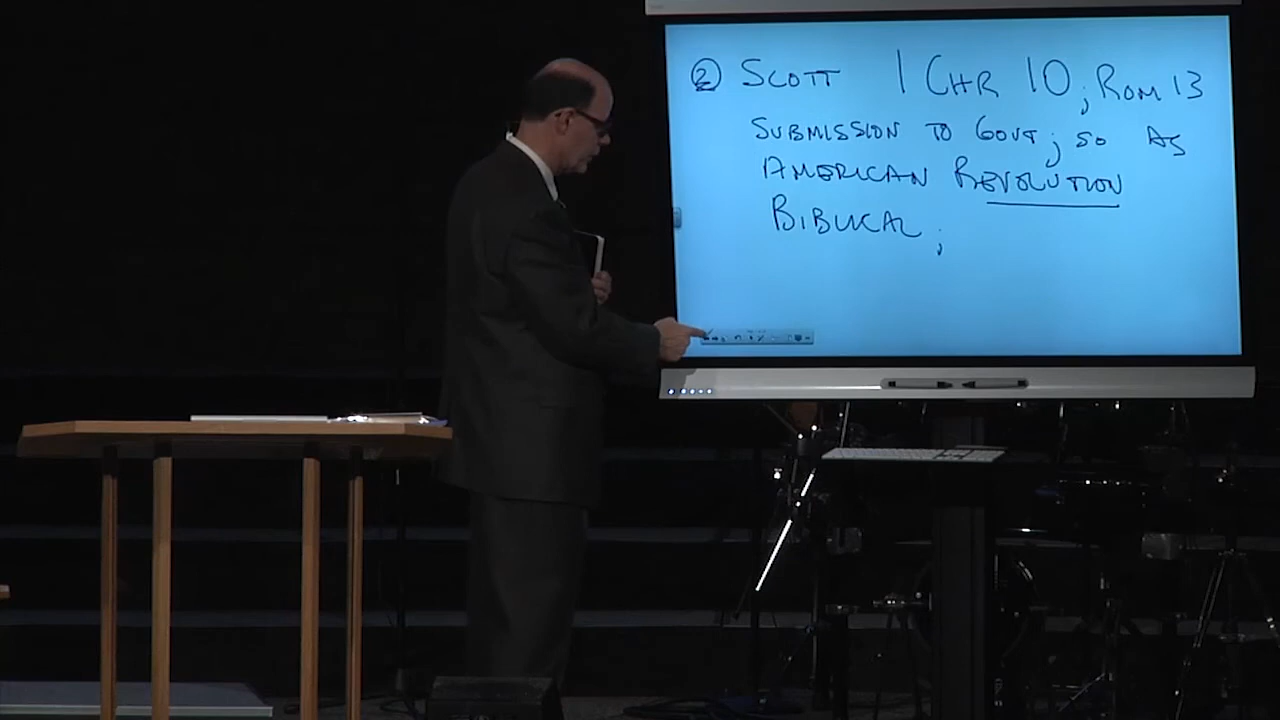 ② SCOTT 1 CHR 10; ROM 13
SUBMISSION TO GOVT; SO AS
AMERICAN REVOLUTION
BIBLICAL;